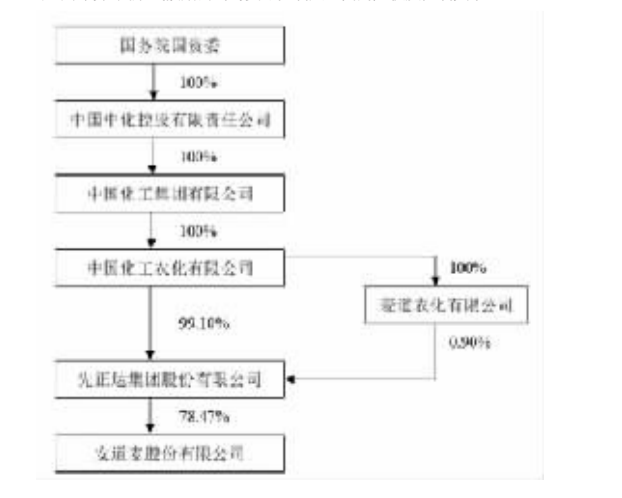 国务院国资委
100%
中国中化控股有限责任公司
100%
中国化工集团有限公司
100%
中国化工农化有限公司
100%
麦道农化有限公司
99.10%
0.90%
先正达集团股份有限公司
78.47%
安道麦股份有限公司